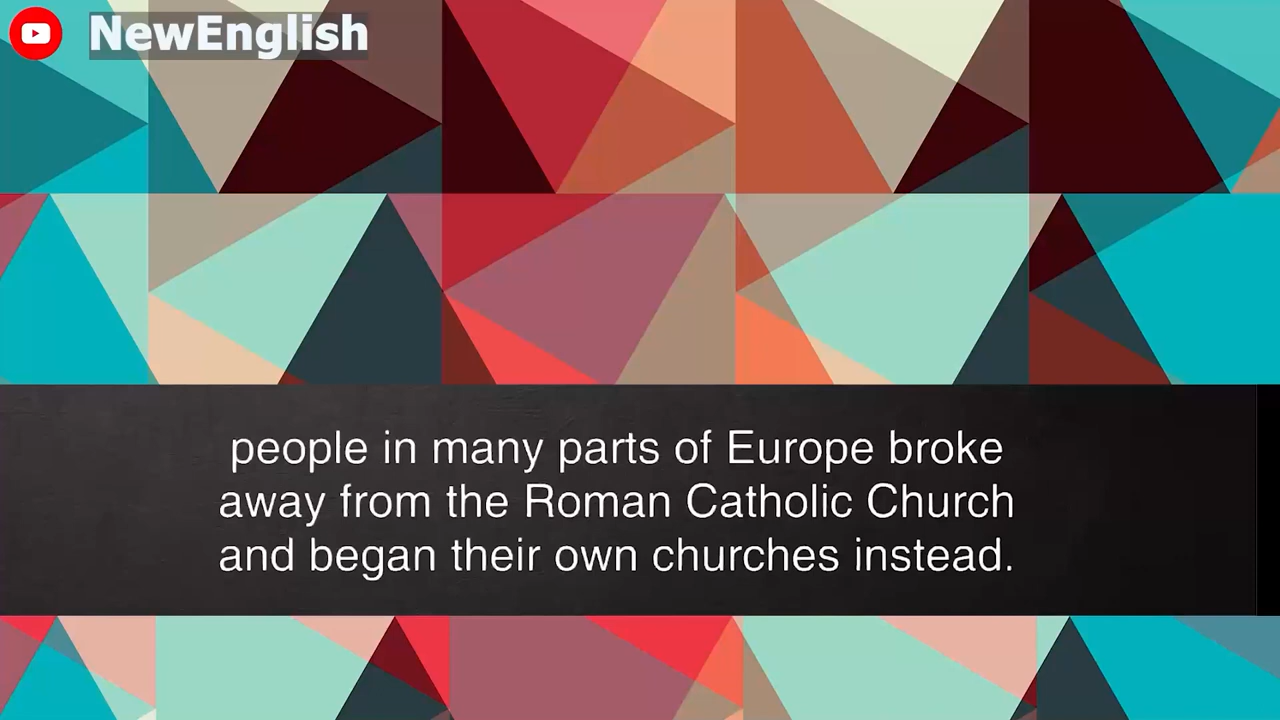 NewEnglish
people in many parts of Europe broke
away from the Roman Catholic Church
and began their own churches instead.